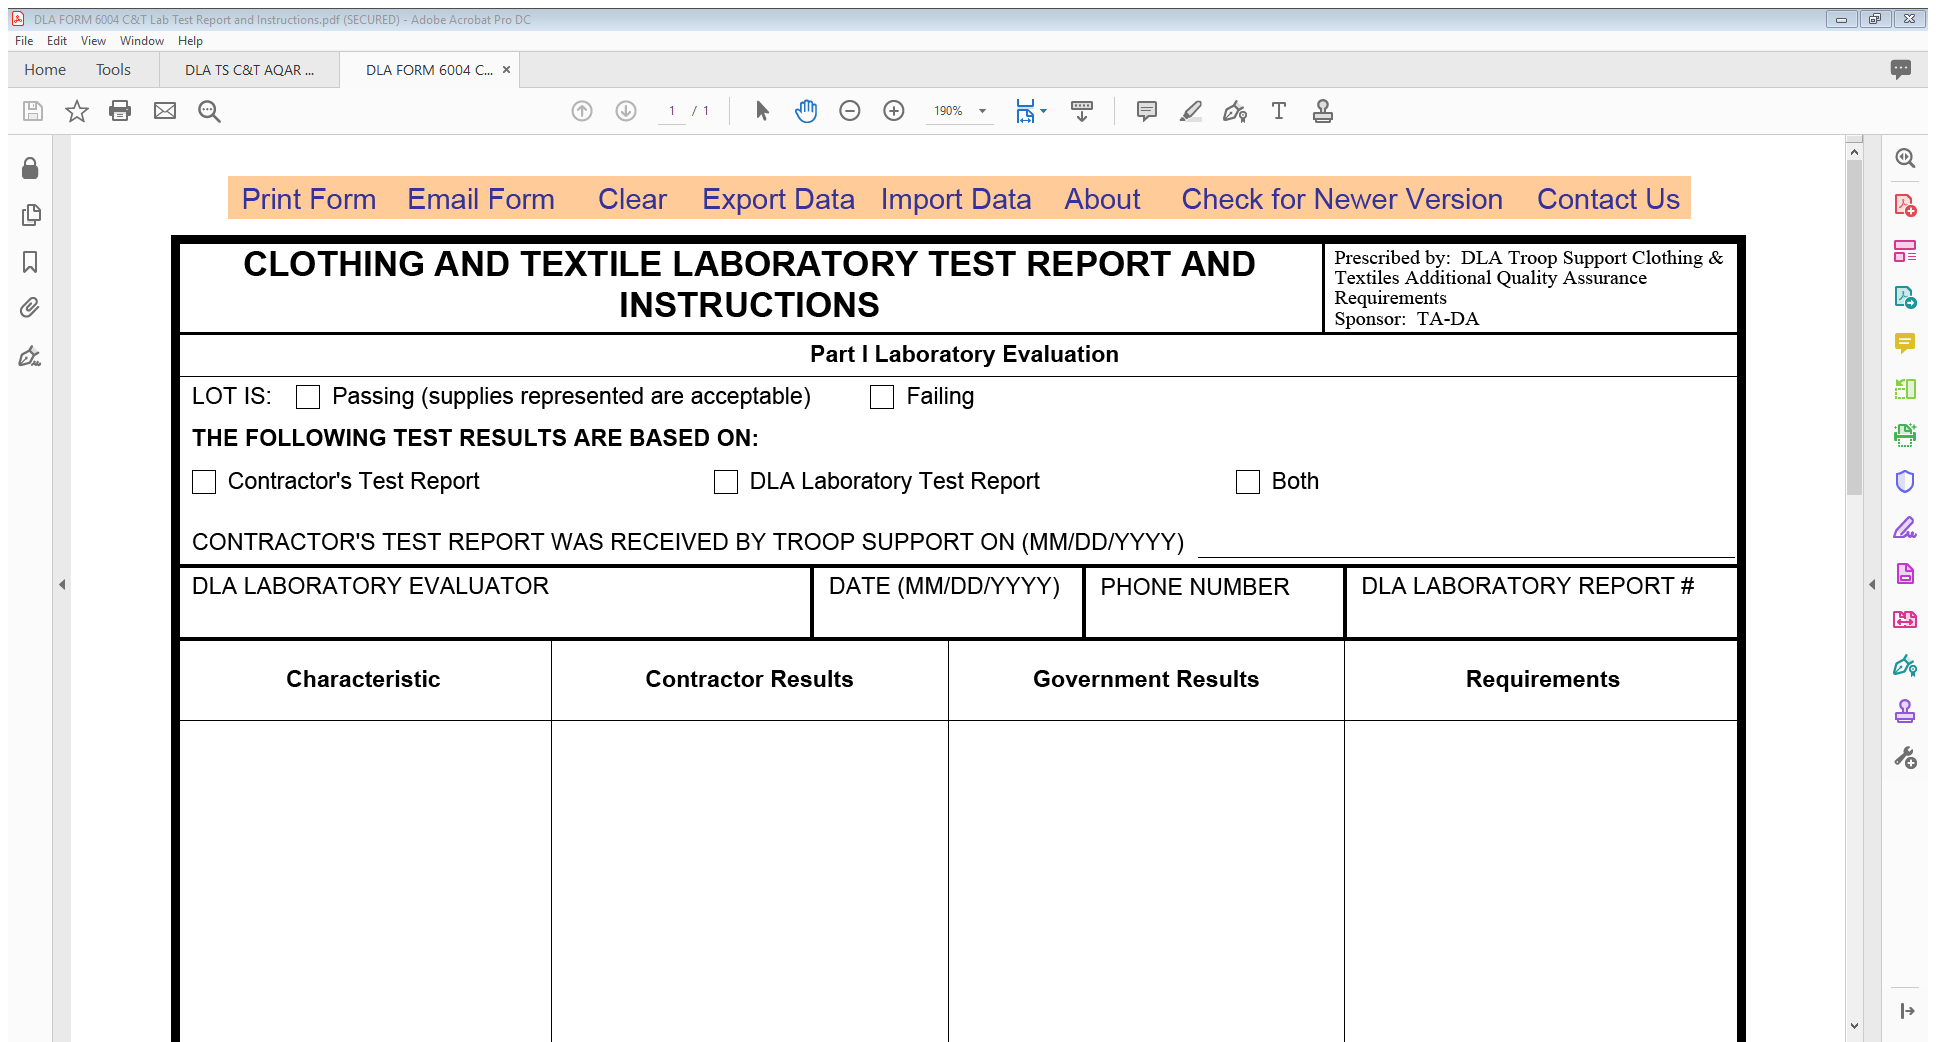 DLA FORM 6004 C&T Lab Test Report and Instructions.pdf (SECURED) - Adobe Acrobat Pro DC
File Edit View Window Help
Home Tools DLA TS C&T AQAR ... DLA FORM 6004 C... ×
1 / 1 190%
Print Form Email Form Clear Export Data Import Data About Check for Newer Version Contact Us
CLOTHING AND TEXTILE LABORATORY TEST REPORT AND
INSTRUCTIONS
Prescribed by: DLA Troop Support Clothing &
Textiles Additional Quality Assurance
Requirements
Sponsor: TA-DA
Part I Laboratory Evaluation
LOT IS: Passing (supplies represented are acceptable) Failing
THE FOLLOWING TEST RESULTS ARE BASED ON:
Contractor's Test Report DLA Laboratory Test Report Both
CONTRACTOR'S TEST REPORT WAS RECEIVED BY TROOP SUPPORT ON (MM/DD/YYYY)
DLA LABORATORY EVALUATOR DATE (MM/DD/YYYY) PHONE NUMBER DLA LABORATORY REPORT #
Characteristic Contractor Results Government Results Requirements